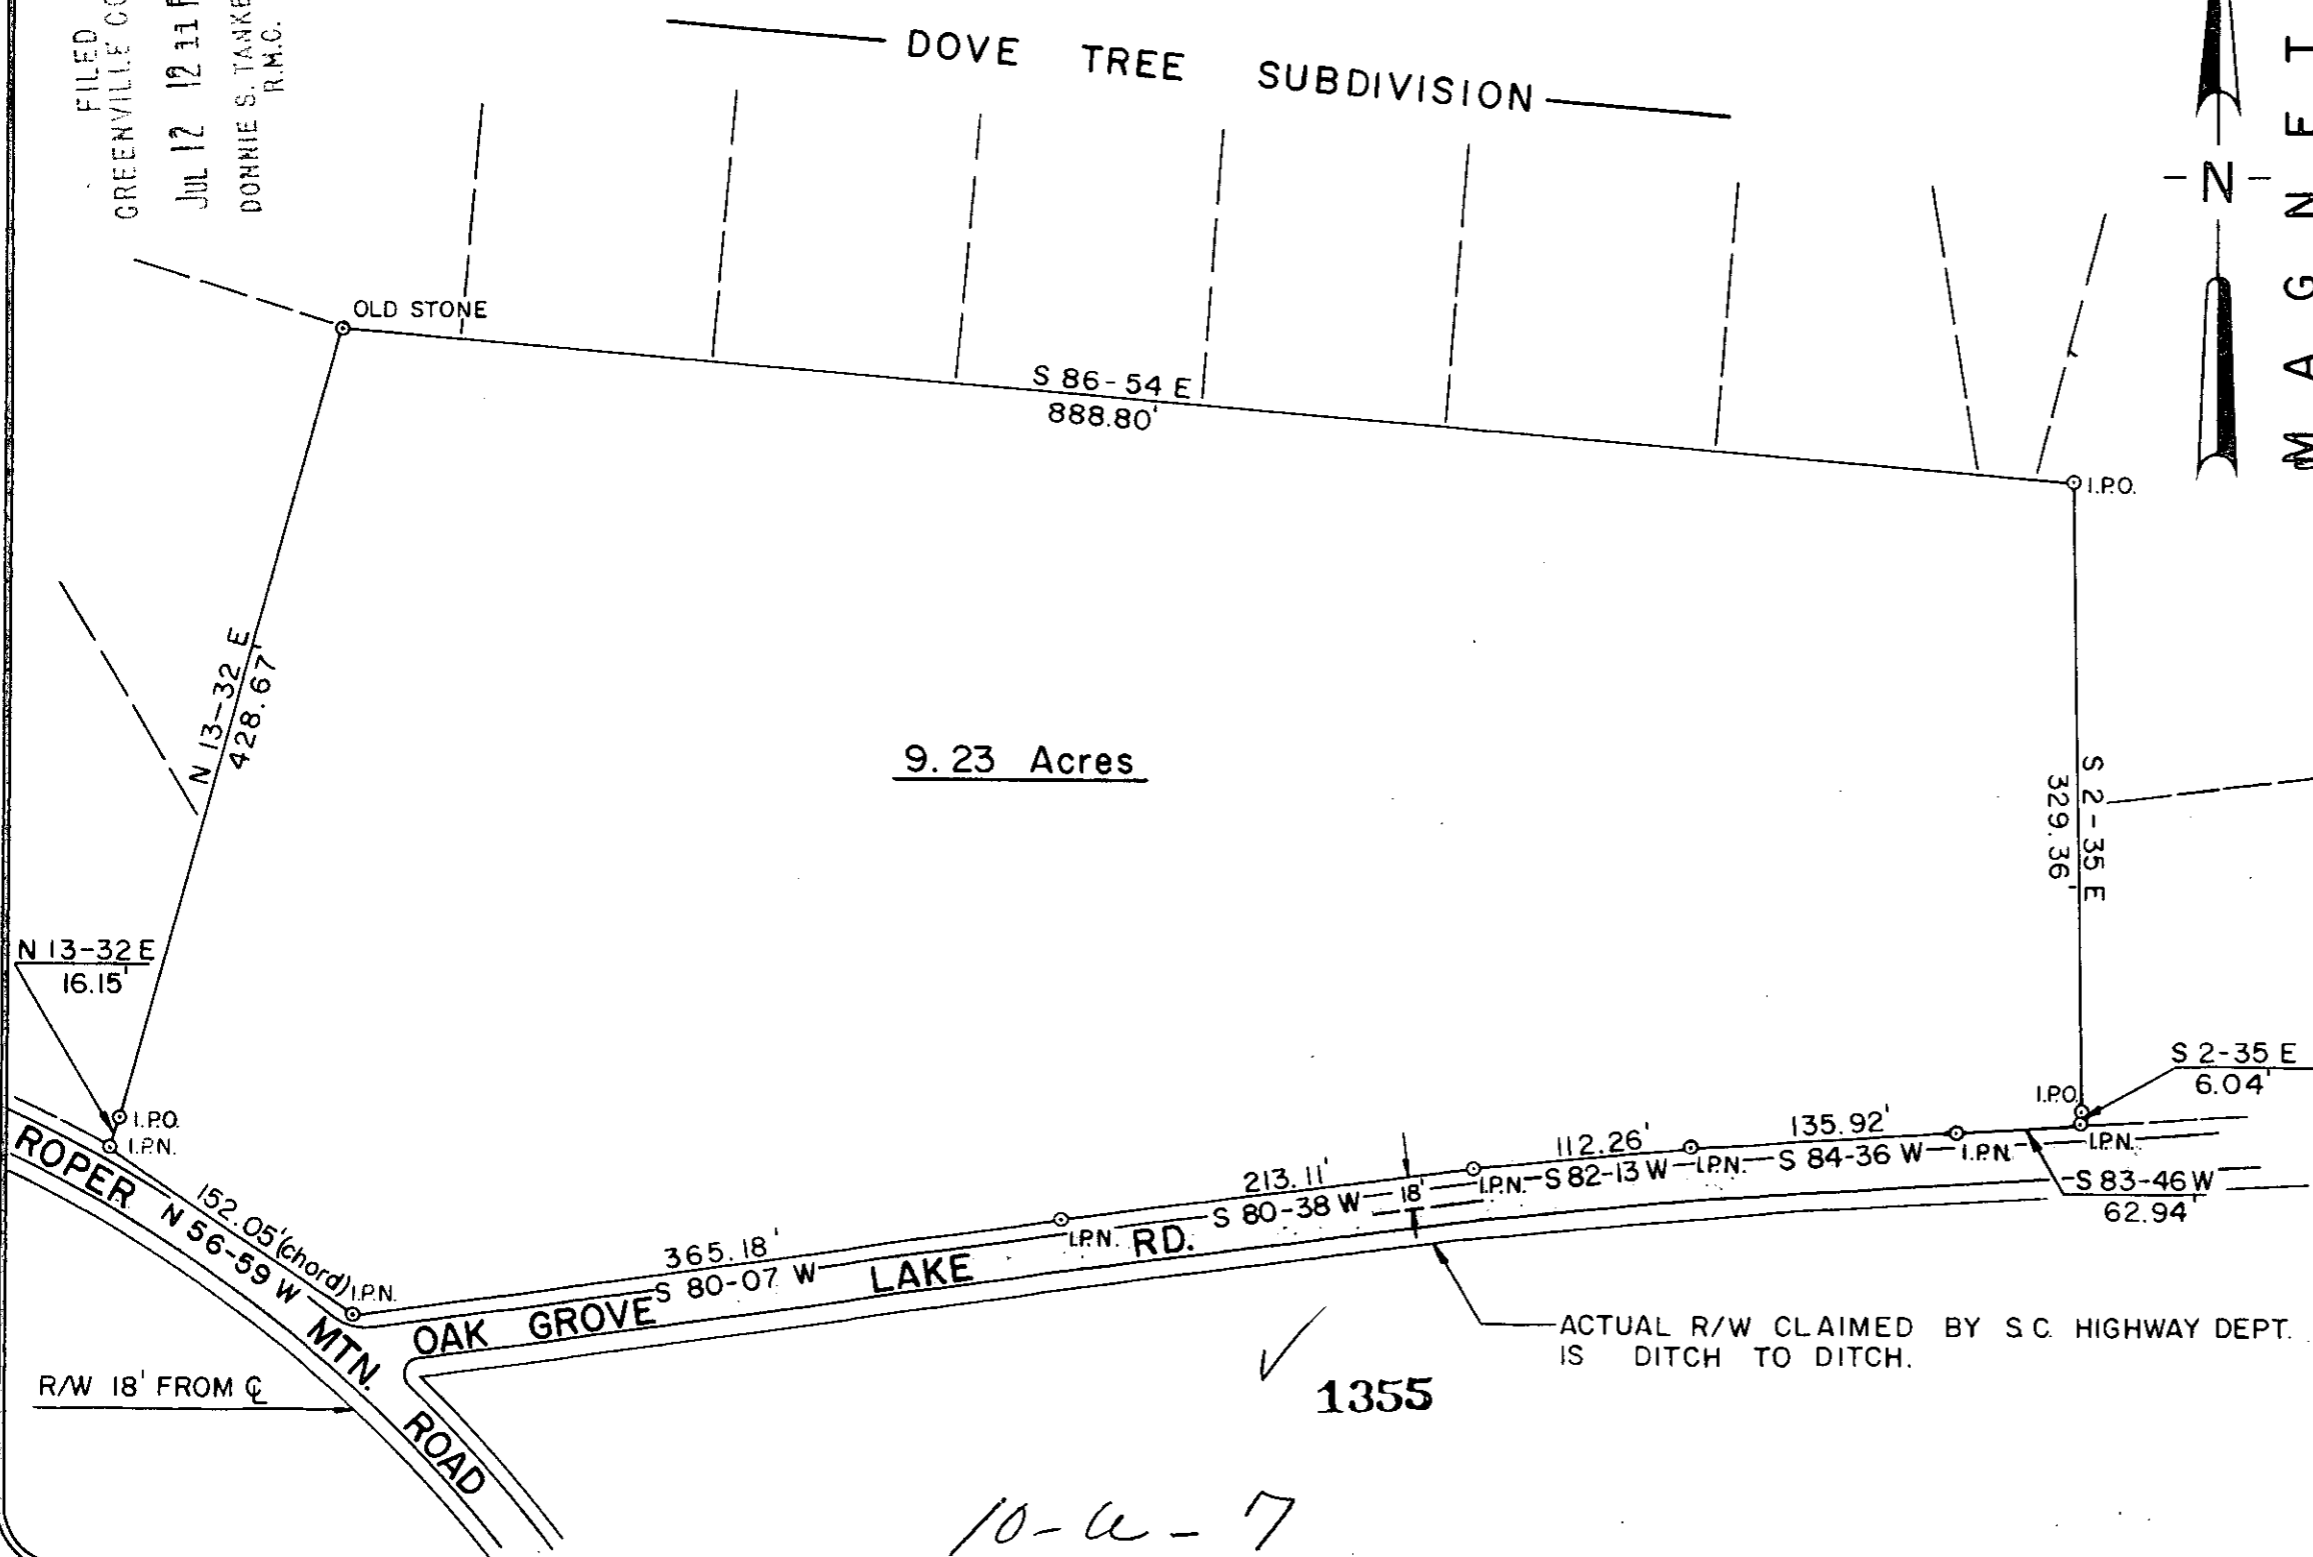 FILED
GREENVILLE
JUL 12 12 11
DONNIE S.
R.M.C.
DOVE TREE SUBDIVISION
-N-
MAGNET
OLD STONE
S 86-54 E
888.80'
I.P.O.
N 13-32 E
428.67'
9.23 Acres
S 2-35 E
329.36'
N 13-32 E
16.15'
I.P.O.
I.P.N.
152.05'(chord)
N 56-59 W
I.P.N.
ROPER MTN. ROAD
365.18'
S 80-07 W
OAK GROVE LAKE RD.
I.P.N.
213.11'
S 80-38 W
18'
112.26'
I.P.N.
S 82-13 W
I.P.N.
135.92'
S 84-36 W
I.P.N.
I.P.O.
I.P.N.
S 2-35 E
6.04'
S 83-46 W
62.94'
R/W 18' FROM ℄
ACTUAL R/W CLAIMED BY S.C. HIGHWAY DEPT.
IS DITCH TO DITCH.
1355
10-a-7